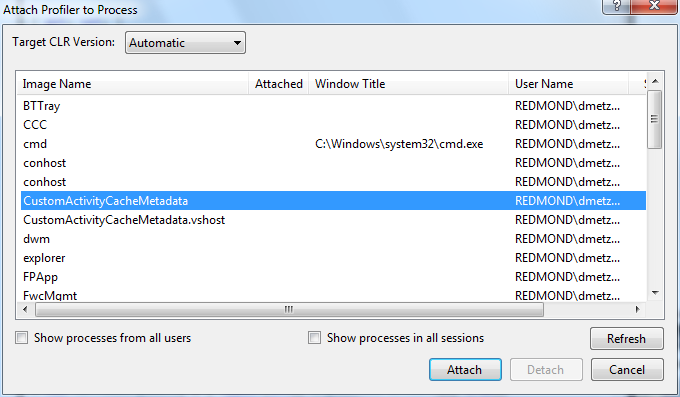 Attach Profiler to Process
Target CLR Version: Automatic
Image Name Attached Window Title User Name
BTTray REDMOND\dmetz...
CCC REDMOND\dmetz...
cmd C:\Windows\system32\cmd.exe REDMOND\dmetz...
conhost REDMOND\dmetz...
conhost REDMOND\dmetz...
CustomActivityCacheMetadata REDMOND\dmetz...
CustomActivityCacheMetadata.vshost REDMOND\dmetz...
dwm REDMOND\dmetz...
explorer REDMOND\dmetz...
FPApp REDMOND\dmetz...
FwcMgmt REDMOND\dmetz...
Show processes from all users Show processes in all sessions Refresh
Attach Detach Cancel